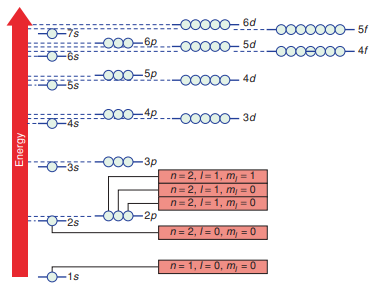 6d
5f
7s
6p
5d
4f
6s
5p
4d
5s
4p
3d
4s
3p
3s
n = 2, l = 1, ml = 1
n = 2, l = 1, ml = 0
n = 2, l = 1, ml = 0
2p
2s
n = 2, l = 0, ml = 0
n = 1, l = 0, ml = 0
1s
Energy